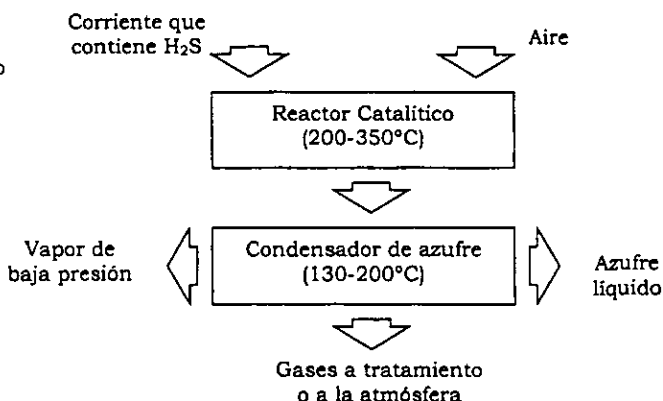 Corriente que
contiene H₂S
Aire
o
Reactor Catalítico
(200-350°C)
Vapor de
baja presión
Condensador de azufre
(130-200°C)
Azufre
líquido
Gases a tratamiento
o a la atmósfera